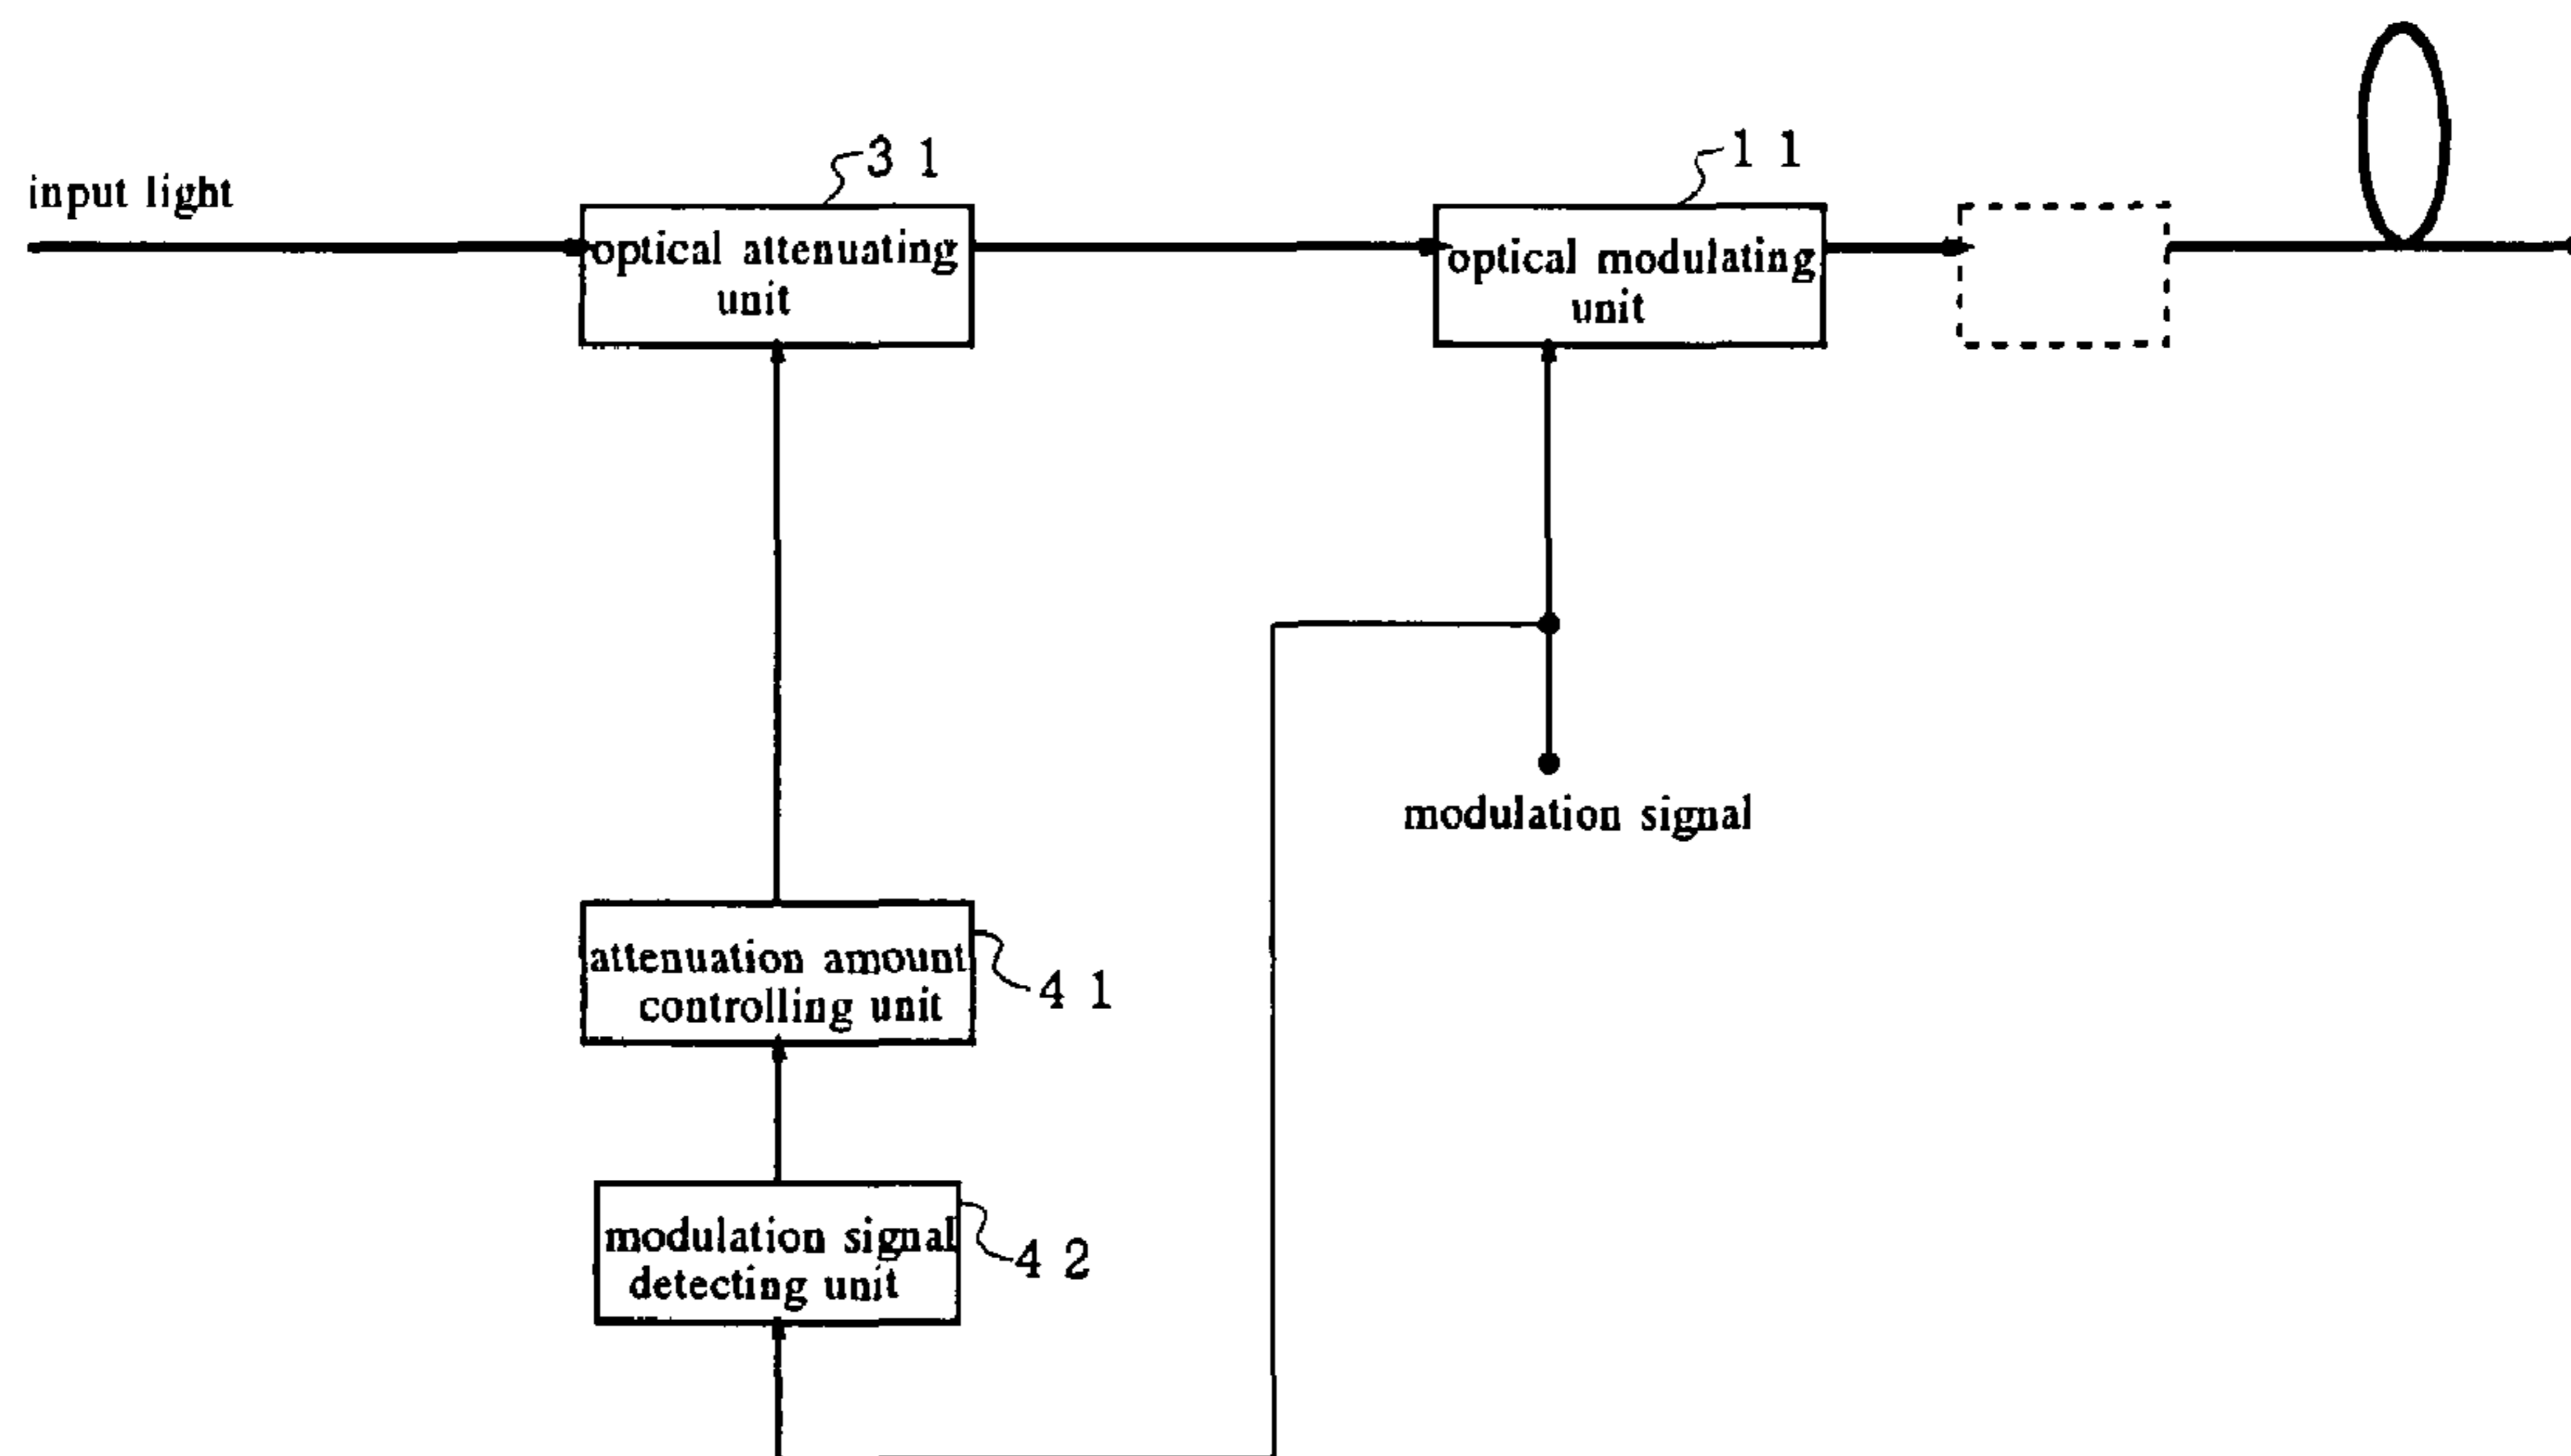 input light
3 1
optical attenuating
unit
1 1
optical modulating
unit
modulation signal
attenuation amount
controlling unit
4 1
modulation signal
detecting unit
4 2